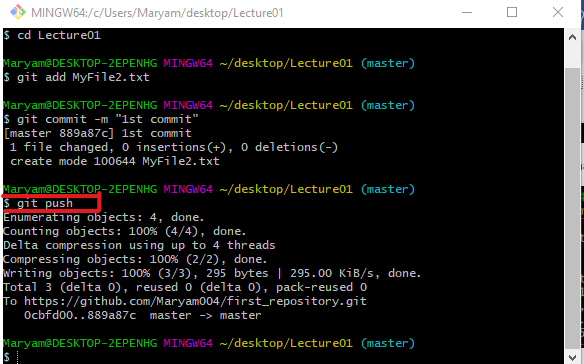 MINGW64:/c/Users/Maryam/desktop/Lecture01
$ cd Lecture01
Maryam@DESKTOP-2EPENHG MINGW64 ~/desktop/Lecture01 (master)
$ git add MyFile2.txt
Maryam@DESKTOP-2EPENHG MINGW64 ~/desktop/Lecture01 (master)
$ git commit -m "1st commit"
[master 889a87c] 1st commit
1 file changed, 0 insertions(+), 0 deletions(-)
create mode 100644 MyFile2.txt
Maryam@DESKTOP-2EPENHG MINGW64 ~/desktop/Lecture01 (master)
$ git push
Enumerating objects: 4, done.
Counting objects: 100% (4/4), done.
Delta compression using up to 4 threads
Compressing objects: 100% (2/2), done.
Writing objects: 100% (3/3), 295 bytes | 295.00 KiB/s, done.
Total 3 (delta 0), reused 0 (delta 0), pack-reused 0
To https://github.com/Maryam004/first_repository.git
0cbfd00..889a87c master -> master
Maryam@DESKTOP-2EPENHG MINGW64 ~/desktop/Lecture01 (master)
$